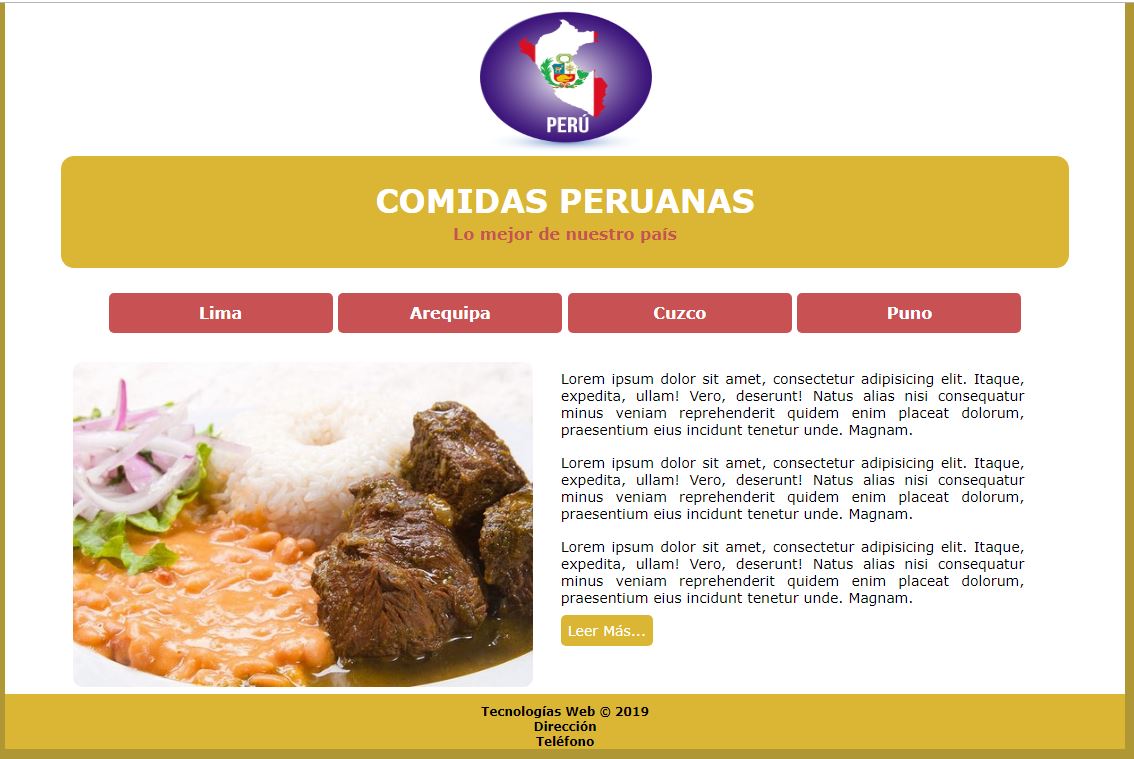 PERÚ
COMIDAS PERUANAS
Lo mejor de nuestro país
Lima
Arequipa
Cuzco
Puno
Lorem ipsum dolor sit amet, consectetur adipisicing elit. Itaque,
expedita, ullam! Vero, deserunt! Natus alias nisi consequatur
minus veniam reprehenderit quidem enim placeat dolorum,
praesentium eius incidunt tenetur unde. Magnam.
Lorem ipsum dolor sit amet, consectetur adipisicing elit. Itaque,
expedita, ullam! Vero, deserunt! Natus alias nisi consequatur
minus veniam reprehenderit quidem enim placeat dolorum,
praesentium eius incidunt tenetur unde. Magnam.
Lorem ipsum dolor sit amet, consectetur adipisicing elit. Itaque,
expedita, ullam! Vero, deserunt! Natus alias nisi consequatur
minus veniam reprehenderit quidem enim placeat dolorum,
praesentium eius incidunt tenetur unde. Magnam.
Leer Más...
Tecnologías Web © 2019
Dirección
Teléfono